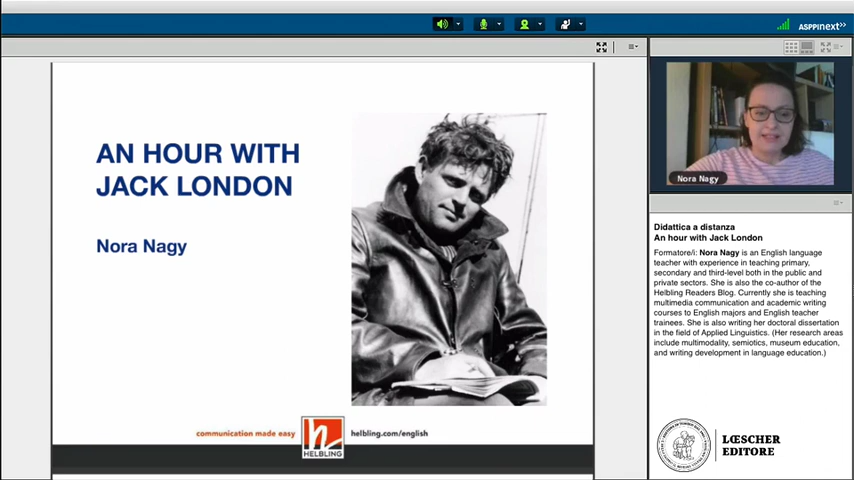 ASPPInext>>
AN HOUR WITH
JACK LONDON
Nora Nagy
communication made easy
h
HELBLING
helbling.com/english
Nora Nagy
Didattica a distanza
An hour with Jack London
Formatore/i: Nora Nagy is an English language
teacher with experience in teaching primary,
secondary and third-level both in the public and
private sectors. She is also the co-author of the
Helbling Readers Blog. Currently she is teaching
multimedia communication and academic writing
courses to English majors and English teacher
trainees. She is also writing her doctoral dissertation
in the field of Applied Linguistics. (Her research areas
include multimodality, semiotics, museum education,
and writing development in language education.)
LŒSCHER
EDITORE